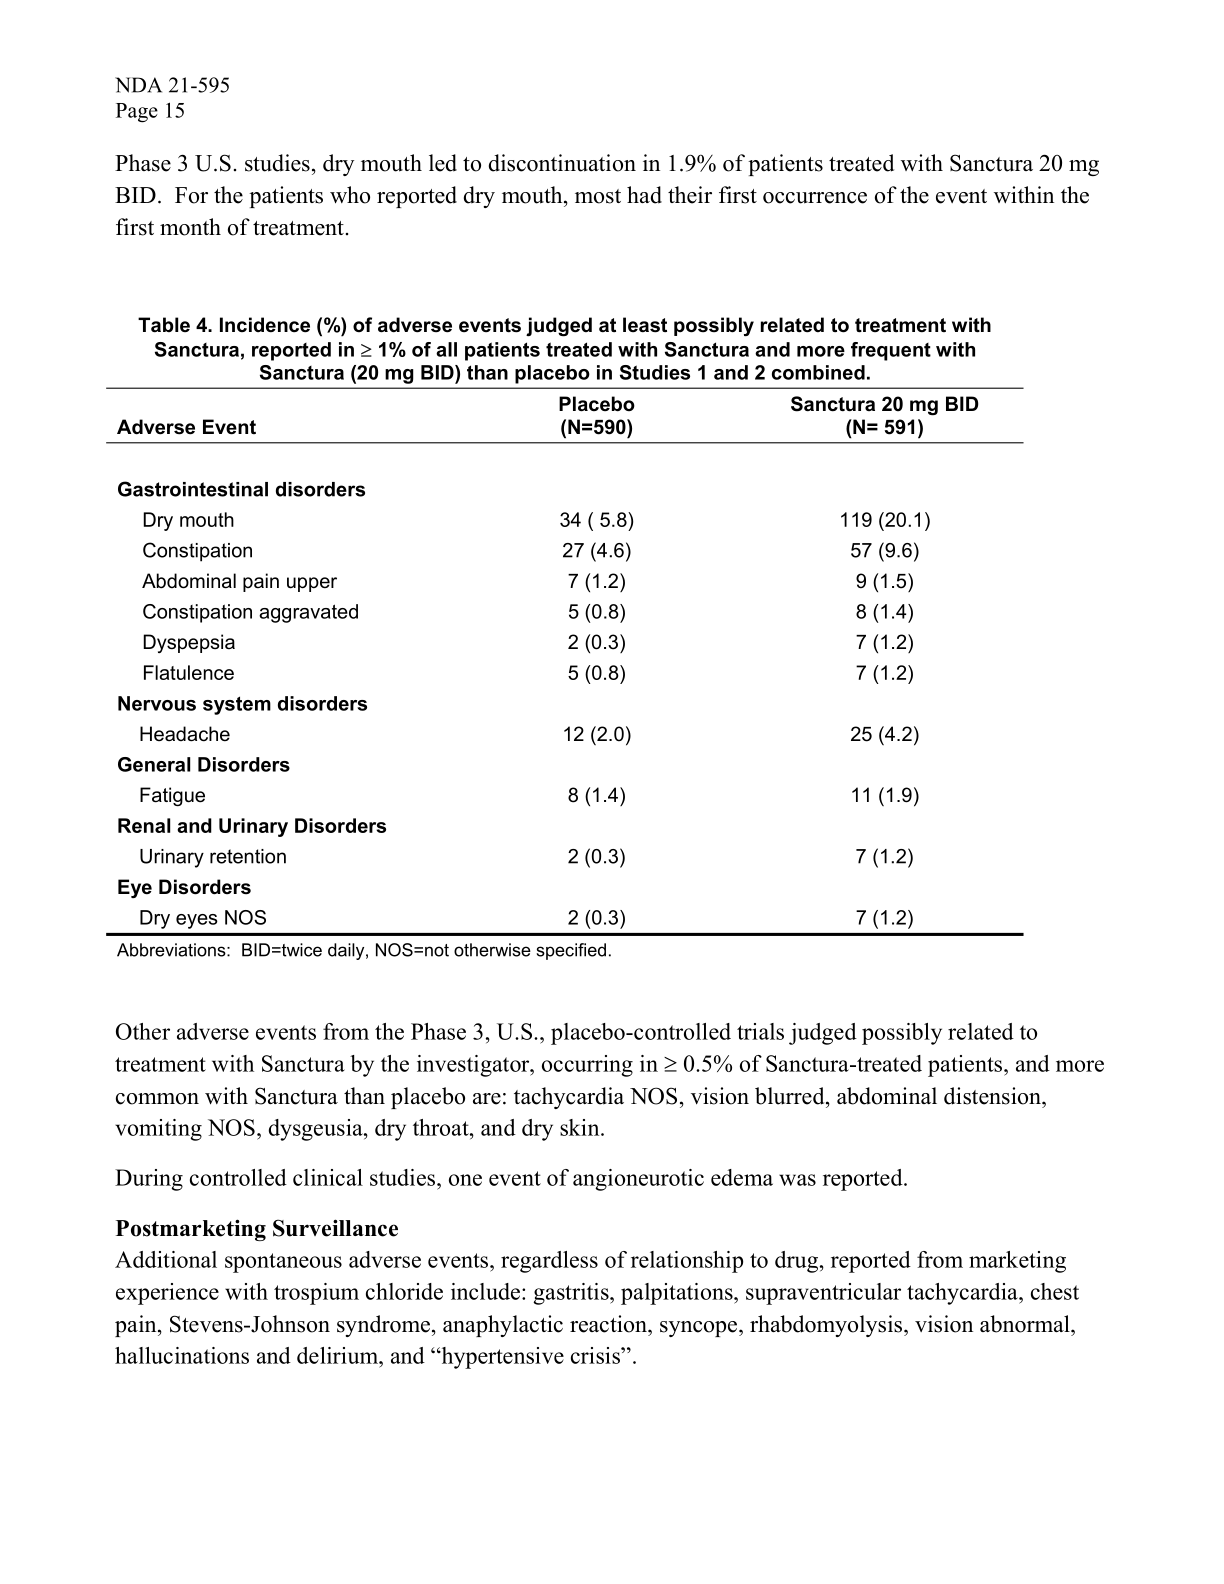 NDA 21-595
Page 15
Phase 3 U.S. studies, dry mouth led to discontinuation in 1.9% of patients treated with Sanctura 20 mg
BID.  For the patients who reported dry mouth, most had their first occurrence of the event within the
first month of treatment.
Table 4. Incidence (%) of adverse events judged at least possibly related to treatment with
Sanctura, reported in ≥ 1% of all patients treated with Sanctura and more frequent with
Sanctura (20 mg BID) than placebo in Studies 1 and 2 combined.
Adverse Event Placebo (N=590) Sanctura 20 mg BID (N= 591)
Gastrointestinal disorders
Dry mouth 34 ( 5.8) 119 (20.1)
Constipation 27 (4.6) 57 (9.6)
Abdominal pain upper 7 (1.2) 9 (1.5)
Constipation aggravated 5 (0.8) 8 (1.4)
Dyspepsia 2 (0.3) 7 (1.2)
Flatulence 5 (0.8) 7 (1.2)
Nervous system disorders
Headache 12 (2.0) 25 (4.2)
General Disorders
Fatigue 8 (1.4) 11 (1.9)
Renal and Urinary Disorders
Urinary retention 2 (0.3) 7 (1.2)
Eye Disorders
Dry eyes NOS 2 (0.3) 7 (1.2)
Abbreviations:  BID=twice daily, NOS=not otherwise specified.
Other adverse events from the Phase 3, U.S., placebo-controlled trials judged possibly related to
treatment with Sanctura by the investigator, occurring in ≥ 0.5% of Sanctura-treated patients, and more
common with Sanctura than placebo are: tachycardia NOS, vision blurred, abdominal distension,
vomiting NOS, dysgeusia, dry throat, and dry skin.
During controlled clinical studies, one event of angioneurotic edema was reported.
Postmarketing Surveillance
Additional spontaneous adverse events, regardless of relationship to drug, reported from marketing
experience with trospium chloride include: gastritis, palpitations, supraventricular tachycardia, chest
pain, Stevens-Johnson syndrome, anaphylactic reaction, syncope, rhabdomyolysis, vision abnormal,
hallucinations and delirium, and “hypertensive crisis”.